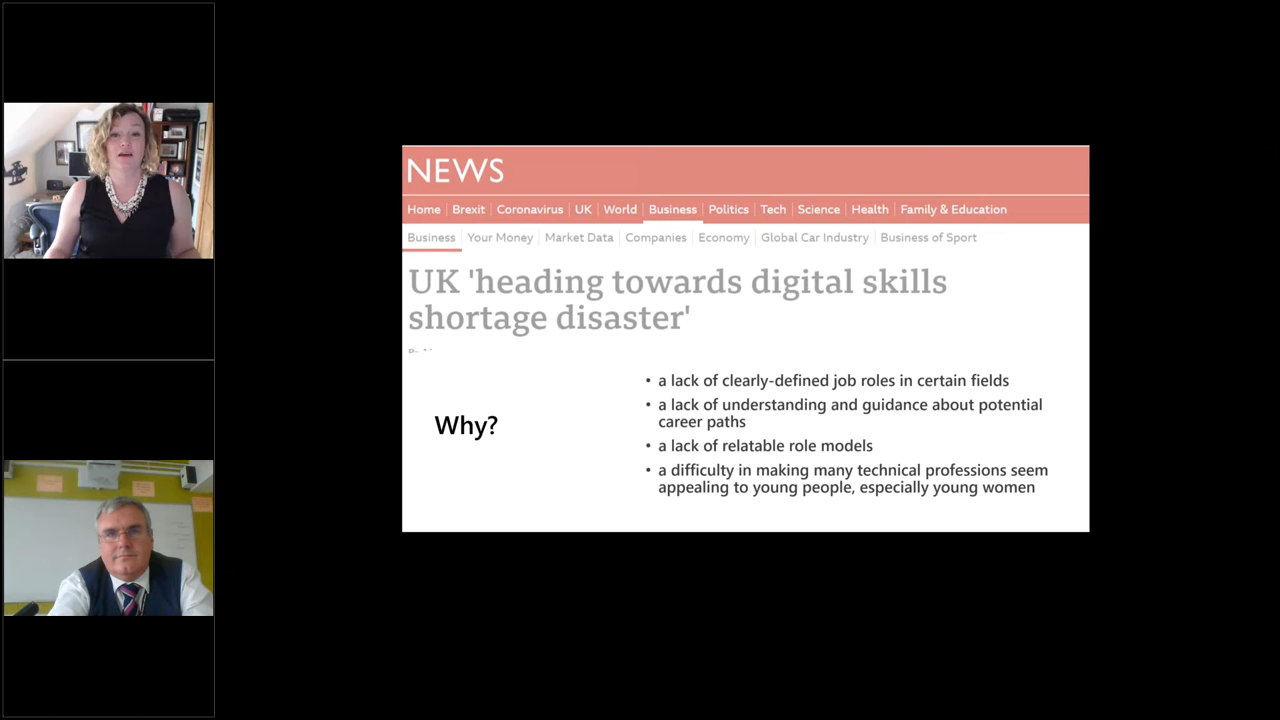 NEWS
Home Brexit Coronavirus UK World Business Politics Tech Science Health Family & Education
Business Your Money Market Data Companies Economy Global Car Industry Business of Sport
UK 'heading towards digital skills
shortage disaster'
Why?
• a lack of clearly-defined job roles in certain fields
• a lack of understanding and guidance about potential
career paths
• a lack of relatable role models
• a difficulty in making many technical professions seem
appealing to young people, especially young women